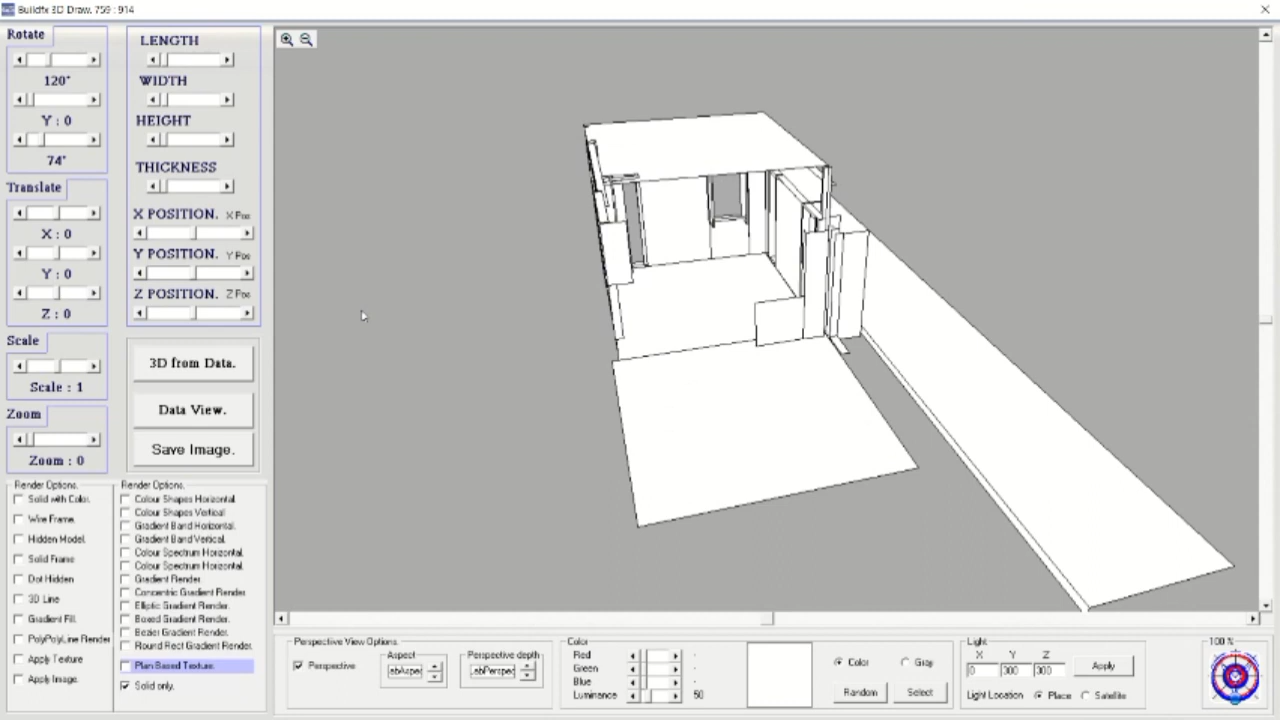 Buildfx 3D Draw. 759 : 914
Rotate
120°
Y : 0
74°
Translate
X : 0
Y : 0
Z : 0
Scale
Scale : 1
Zoom
Zoom : 0
LENGTH
WIDTH
HEIGHT
THICKNESS
X POSITION. X Pos
Y POSITION. Y Pos
Z POSITION. Z Pos
3D from Data.
Data View.
Save Image.
Render Options.
Solid with Color.
Wire Frame.
Hidden Model.
Solid Frame
Dot Hidden
3D Line
Gradient Fill.
PolyPolyLine Render
Apply Texture
Apply Image.
Render Options.
Colour Shapes Horizontal
Colour Shapes Vertical
Gradient Band Horizontal.
Gradient Band Vertical.
Colour Spectrum Horizontal.
Colour Spectrum Horizontal.
Gradient Render
Concentric Gradient Render
Elliptic Gradient Render.
Boxed Gradient Render.
Bezier Gradient Render.
Round Rect Gradient Render.
Plan Based Texture.
Solid only.
Perspective View Options.
Perspective
Aspect
Perspective depth
Color
Red
Green
Blue
Luminance 50
Color Gray
Random Select
Light
X Y Z
0 300 300 Apply
Light Location Place Satellite
100 %